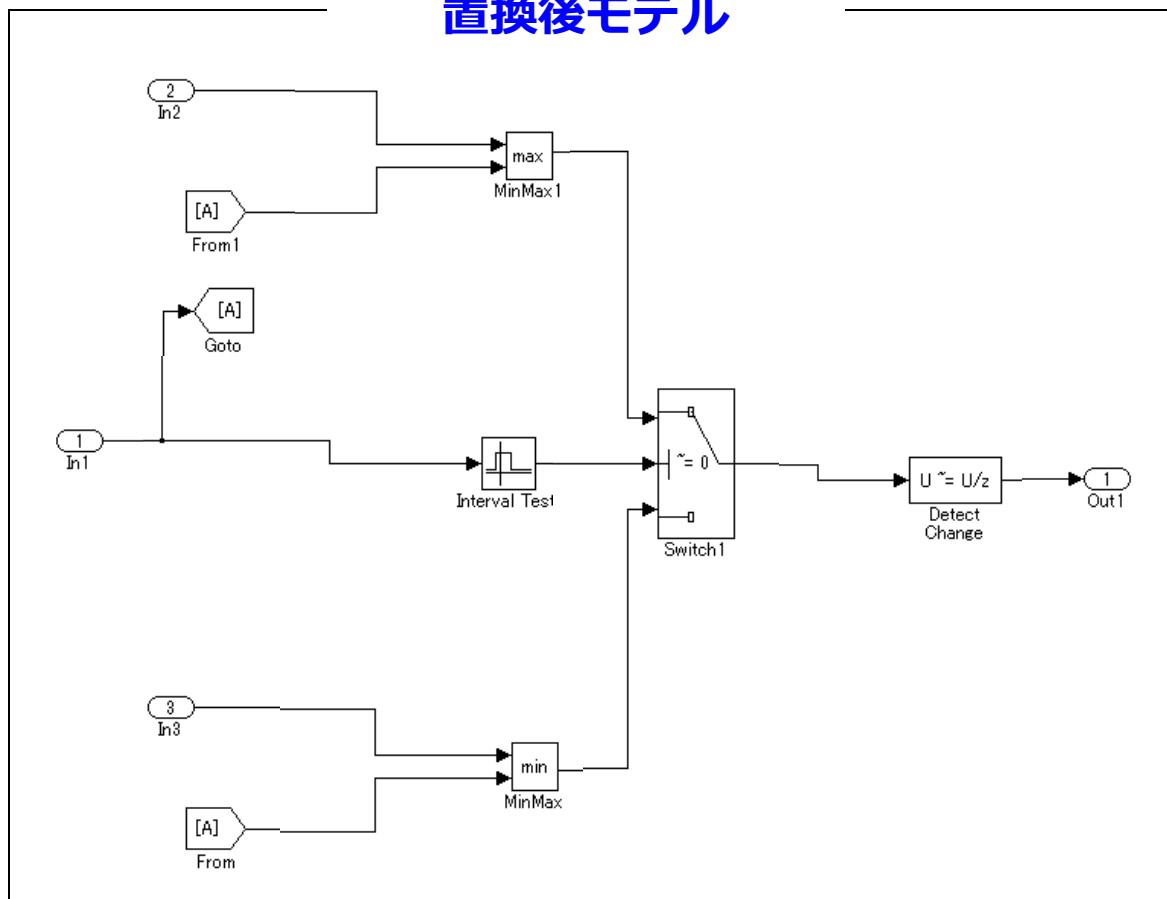 置換後モデル
2
In2
max
MinMax1
[A]
From1
[A]
Goto
1
In1
Interval Test
~= 0
Switch1
U ~= U/z
Detect
Change
1
Out1
3
In3
min
MinMax
[A]
From